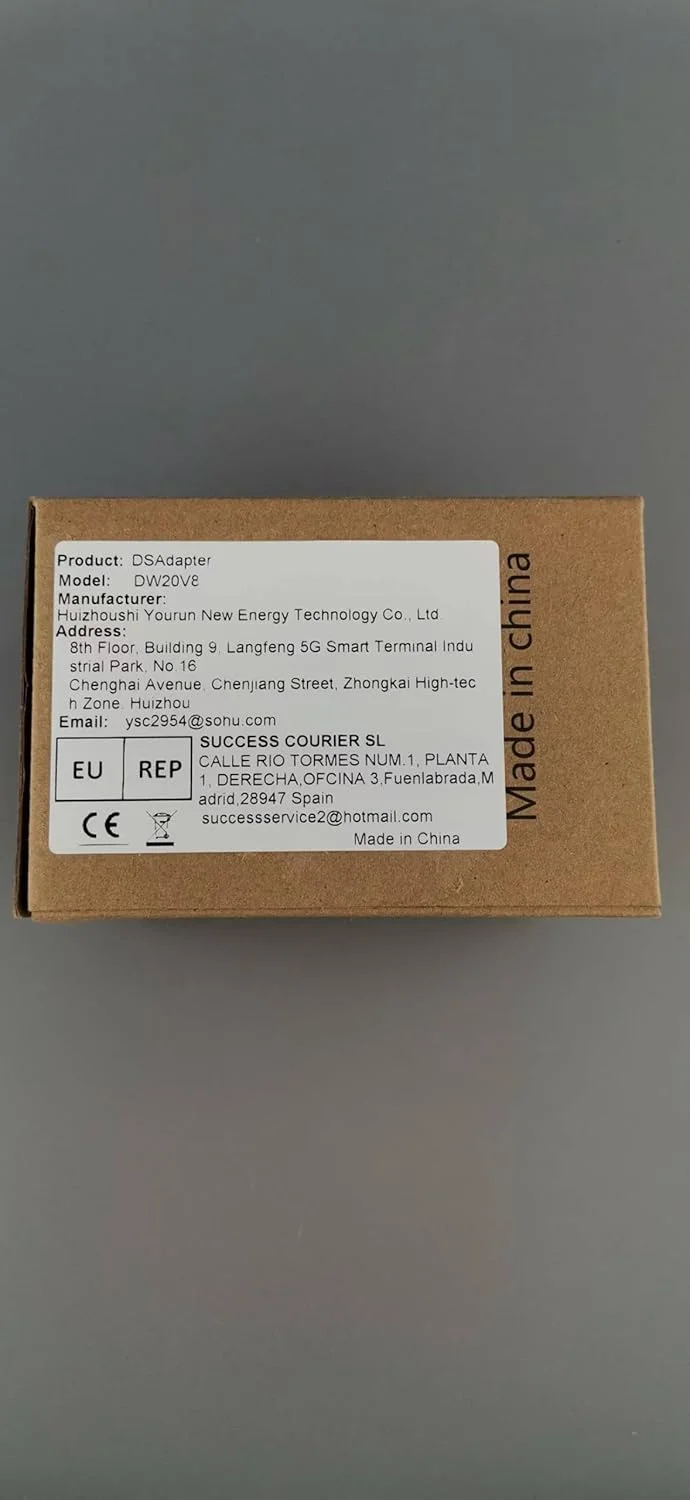 Product: DSAdapter
Model: DW20V8
Manufacturer:
Huizhoushi Yourun New Energy Technology Co., Ltd.
Address:
8th Floor, Building 9, Langfeng 5G Smart Terminal Indu
strial Park, No.16
Chenghai Avenue, Chenjiang Street, Zhongkai High-tec
h Zone, Huizhou
Email: ysc2954@sohu.com
EU REP
SUCCESS COURIER SL
CALLE RIO TORMES NUM.1, PLANTA
1, DERECHA,OFCINA 3,Fuenlabrada,M
adrid,28947 Spain
successservice2@hotmail.com
CE
Made in China
Made in china